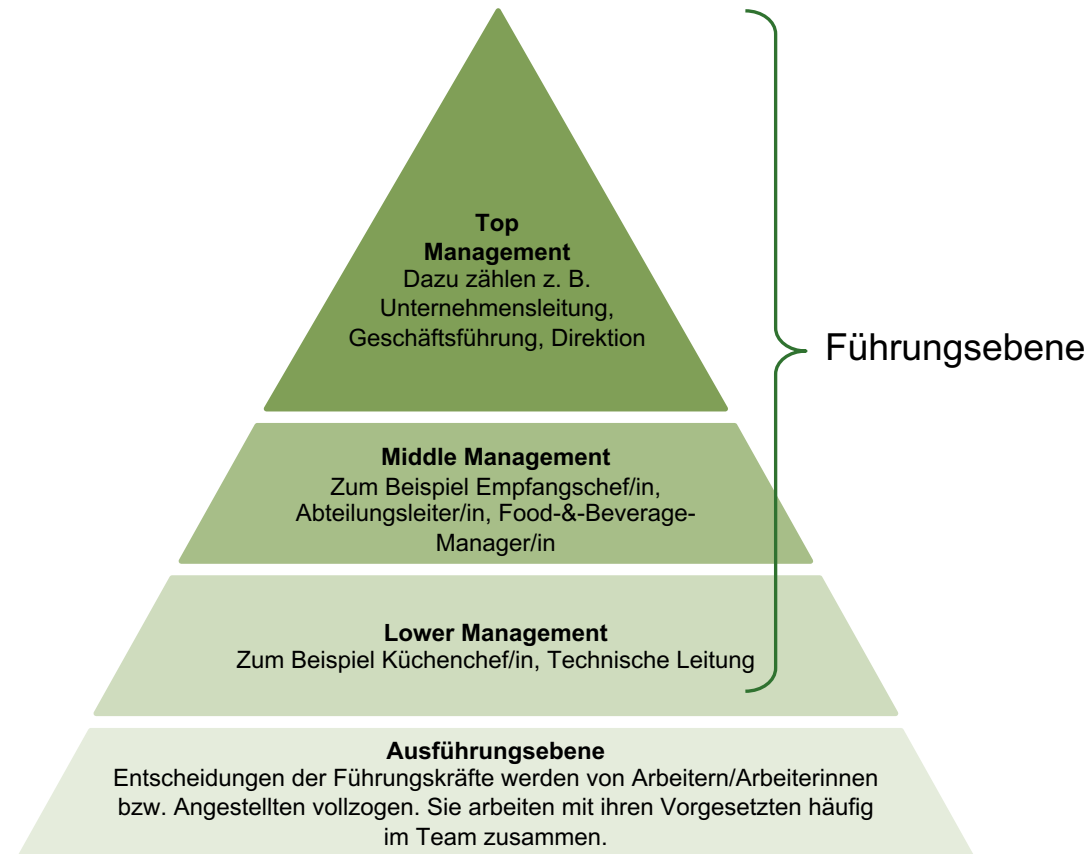 Top
Management
Dazu zählen z. B.
Unternehmensleitung,
Geschäftsführung, Direktion
Führungsebene
Middle Management
Zum Beispiel Empfangschef/in,
Abteilungsleiter/in, Food-&-Beverage-
Manager/in
Lower Management
Zum Beispiel Küchenchef/in, Technische Leitung
Ausführungsebene
Entscheidungen der Führungskräfte werden von Arbeitern/Arbeiterinnen
bzw. Angestellten vollzogen. Sie arbeiten mit ihren Vorgesetzten häufig
im Team zusammen.